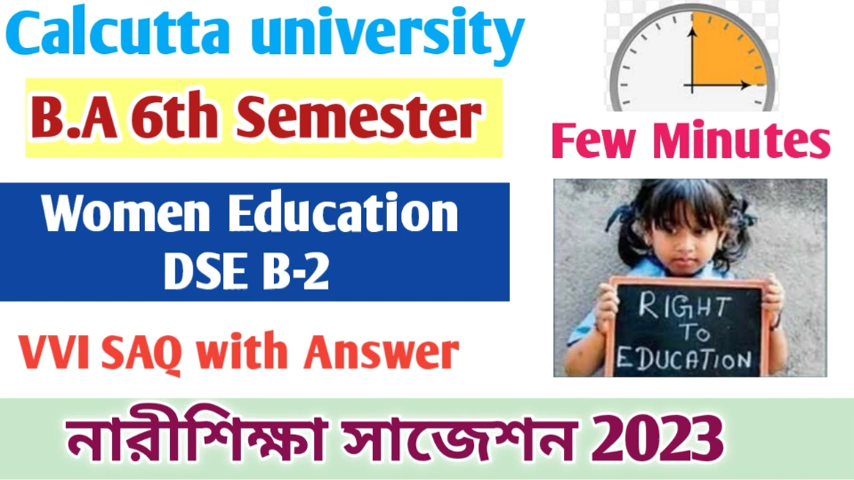 Calcutta university
B.A 6th Semester
Few Minutes
Women Education
DSE B-2
RIGHT
TO
EDUCATION
VVI SAQ with Answer
নারীশিক্ষা সাজেশন 2023